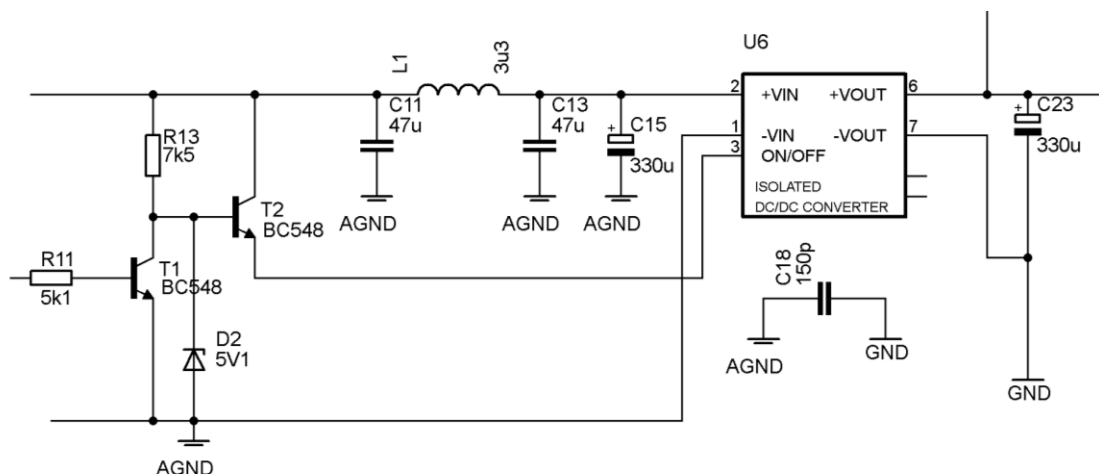 U6
L1
3u3
2
+VIN
+VOUT
6
C11
47u
C13
47u
C15
+
330u
1
-VIN
-VOUT
7
+
C23
330u
3
ON/OFF
R13
7k5
ISOLATED
DC/DC CONVERTER
T2
BC548
AGND
AGND
AGND
R11
5k1
T1
BC548
C18
150p
D2
5V1
AGND
GND
GND
AGND